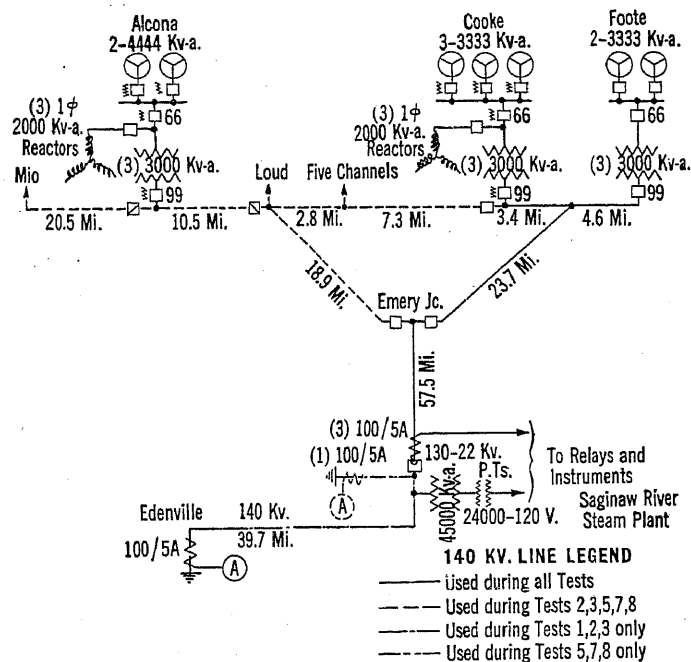 Alcona
2-4444 Kv-a.
Cooke
3-3333 Kv-a.
Foote
2-3333 Kv-a.
(3) 1ϕ
2000 Kv-a.
Reactors
66
(3) 3000 Kv-a.
99
(3) 1ϕ
2000 Kv-a.
Reactors
66
(3) 3000 Kv-a.
99
66
(3) 3000 Kv-a.
99
Mio
Loud
Five Channels
20.5 Mi.
10.5 Mi.
2.8 Mi.
7.3 Mi.
3.4 Mi.
4.6 Mi.
18.9 Mi.
23.7 Mi.
Emery Jc.
57.5 Mi.
(3) 100/5A
(1) 100/5A
A
130-22 Kv.
45000 Kv-a.
P.Ts.
24000-120 V.
To Relays and
Instruments
Saginaw River
Steam Plant
Edenville
140 Kv.
39.7 Mi.
100/5A
A
140 KV. LINE LEGEND
Used during all Tests
Used during Tests 2,3,5,7,8
Used during Tests 1,2,3 only
Used during Tests 5,7,8 only